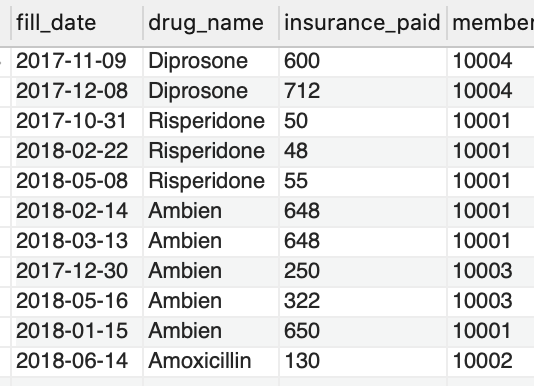 fill_date drug_name insurance_paid member
2017-11-09 Diprosone 600 10004
2017-12-08 Diprosone 712 10004
2017-10-31 Risperidone 50 10001
2018-02-22 Risperidone 48 10001
2018-05-08 Risperidone 55 10001
2018-02-14 Ambien 648 10001
2018-03-13 Ambien 648 10001
2017-12-30 Ambien 250 10003
2018-05-16 Ambien 322 10003
2018-01-15 Ambien 650 10001
2018-06-14 Amoxicillin 130 10002